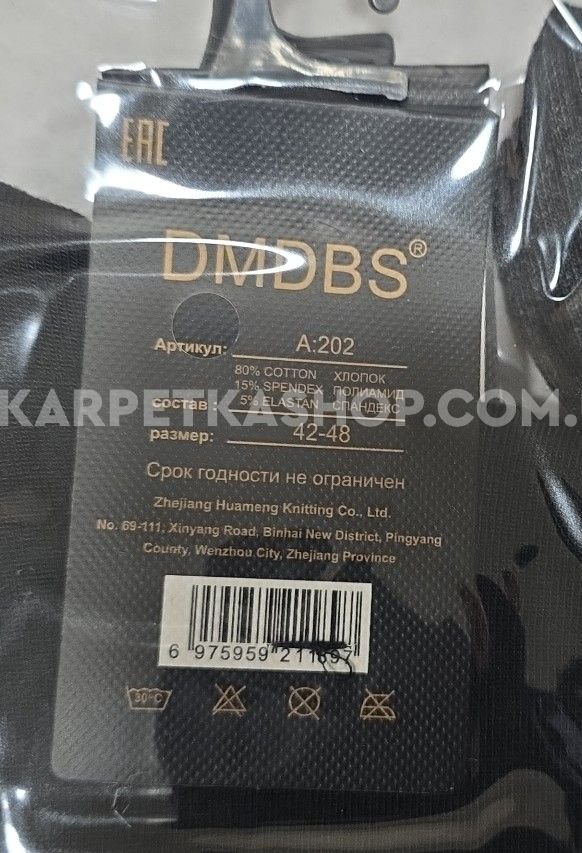 EAC
DMDBS®
Артикул: A:202
80% COTTON ХЛОПОК
15% SPENDEX ПОЛИАМИД
состав : 5% ELASTAN СПАНДЕКС
KARPETKASHOP.COM.
размер: 42-48
Срок годности не ограничен
Zhejiang Huameng Knitting Co., Ltd.
No. 69-111, Xinyang Road, Binhai New District, Pingyang
County, Wenzhou City, Zhejiang Province
6 975959
30°C